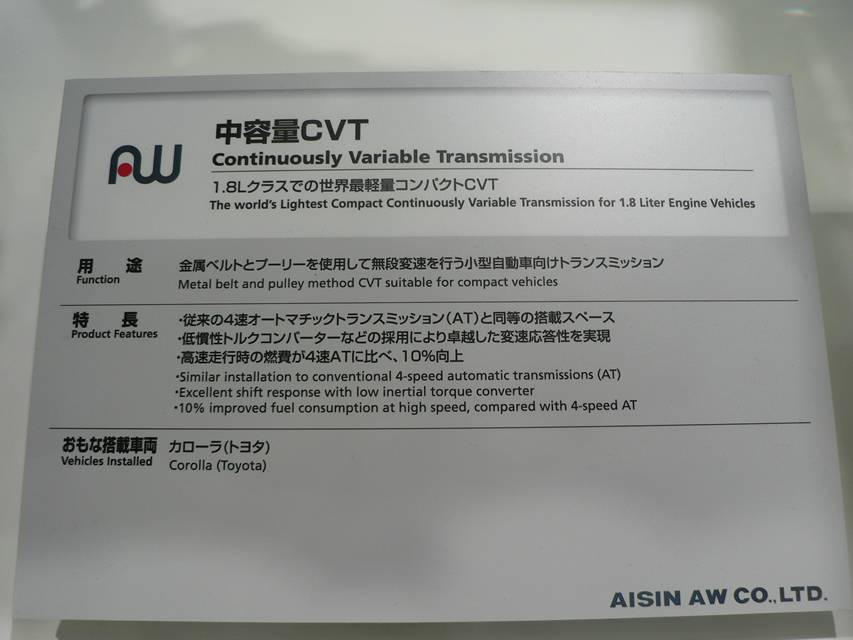 AW
中容量CVT
Continuously Variable Transmission
1.8Lクラスでの世界最軽量コンパクトCVT
The world's Lightest Compact Continuously Variable Transmission for 1.8 Liter Engine Vehicles
用途 金属ベルトとプーリーを使用して無段変速を行う小型自動車向けトランスミッション
Function Metal belt and pulley method CVT suitable for compact vehicles
特長 ・従来の4速オートマチックトランスミッション(AT)と同等の搭載スペース
Product Features ・低慣性トルクコンバーターなどの採用により卓越した変速応答性を実現
・高速走行時の燃費が4速ATに比べ、10%向上
•Similar installation to conventional 4-speed automatic transmissions (AT)
•Excellent shift response with low inertial torque converter
•10% improved fuel consumption at high speed, compared with 4-speed AT
おもな搭載車両 カローラ(トヨタ)
Vehicles Installed Corolla (Toyota)
AISIN AW CO.,LTD.